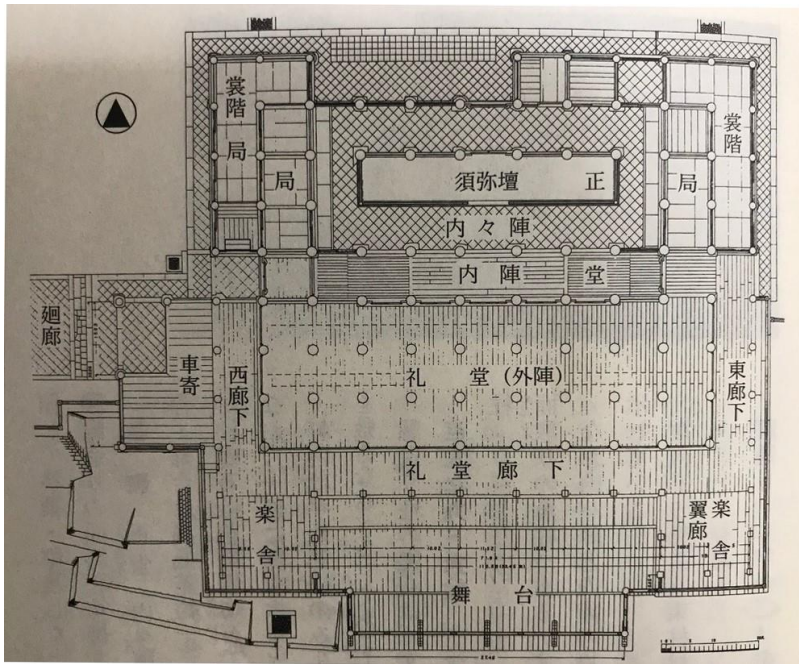 裳階
局
局
須弥壇
正
局
裳階
内々陣
内陣
堂
廻廊
車寄
西廊下
礼堂(外陣)
東廊下
礼堂廊下
楽舎
翼廊
楽舎
舞台